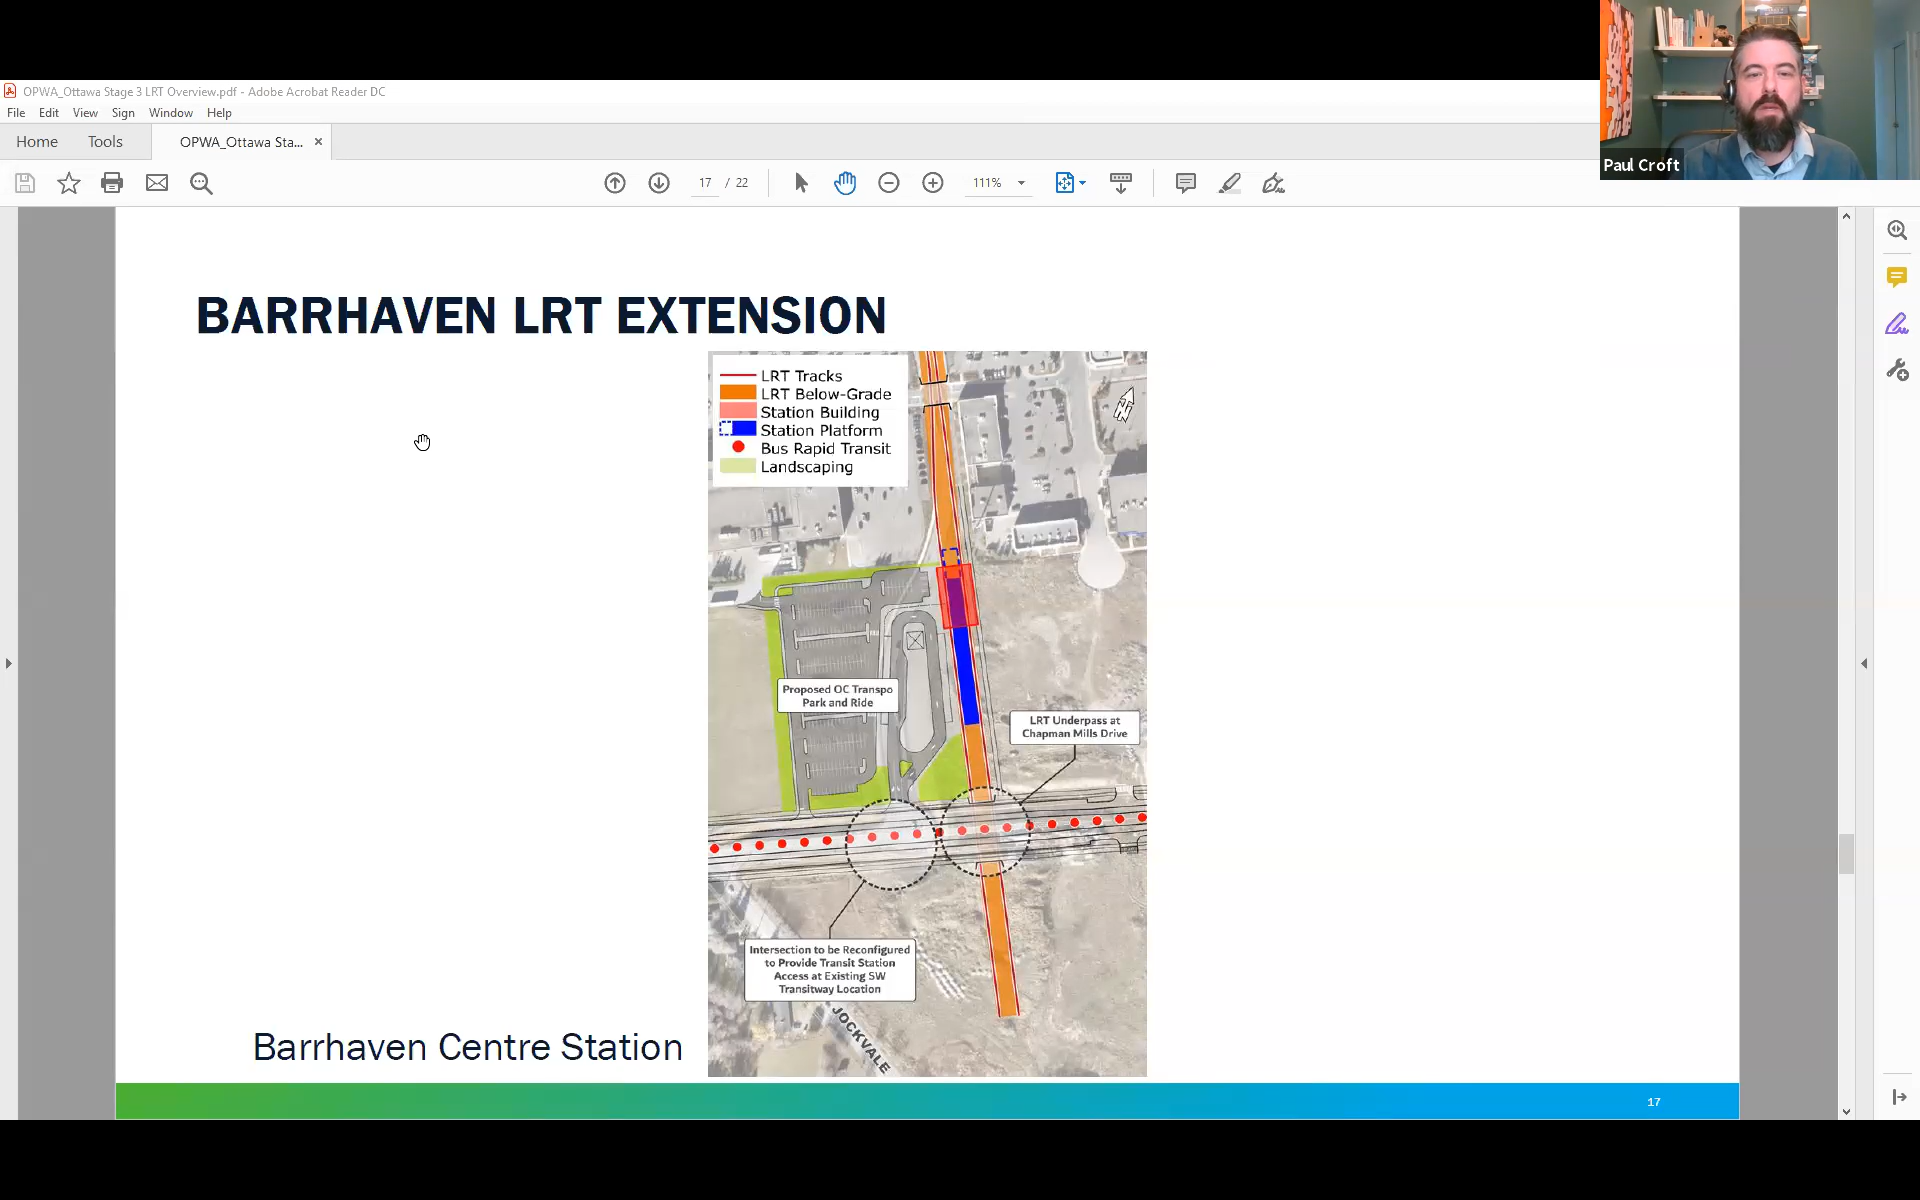 Paul Croft
OPWA_Ottawa Stage 3 LRT Overview.pdf - Adobe Acrobat Reader DC
File Edit View Sign Window Help
Home Tools OPWA_Ottawa Sta... ×
17 / 22 111%
BARRHAVEN LRT EXTENSION
LRT Tracks
LRT Below-Grade
Station Building
Station Platform
Bus Rapid Transit
Landscaping
N
Proposed OC Transpo
Park and Ride
LRT Underpass at
Chapman Mills Drive
Intersection to be Reconfigured
to Provide Transit Station
Access at Existing SW
Transitway Location
JOCKVALE
Barrhaven Centre Station
17